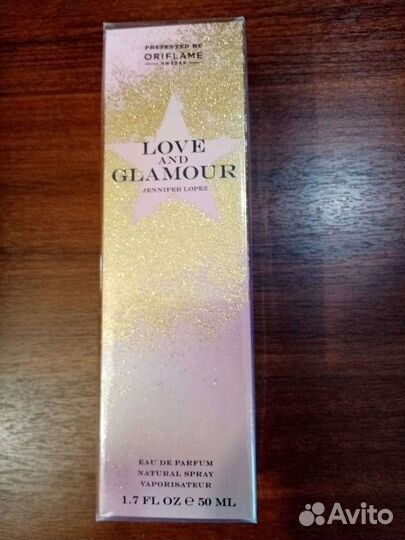 PRESENTED BY
ORIFLAME
SWEDEN
LOVE
AND
GLAMOUR
JENNIFER LOPEZ
EAU DE PARFUM
NATURAL SPRAY
VAPORISATEUR
1.7 FL OZ ℮ 50 ML
Avito